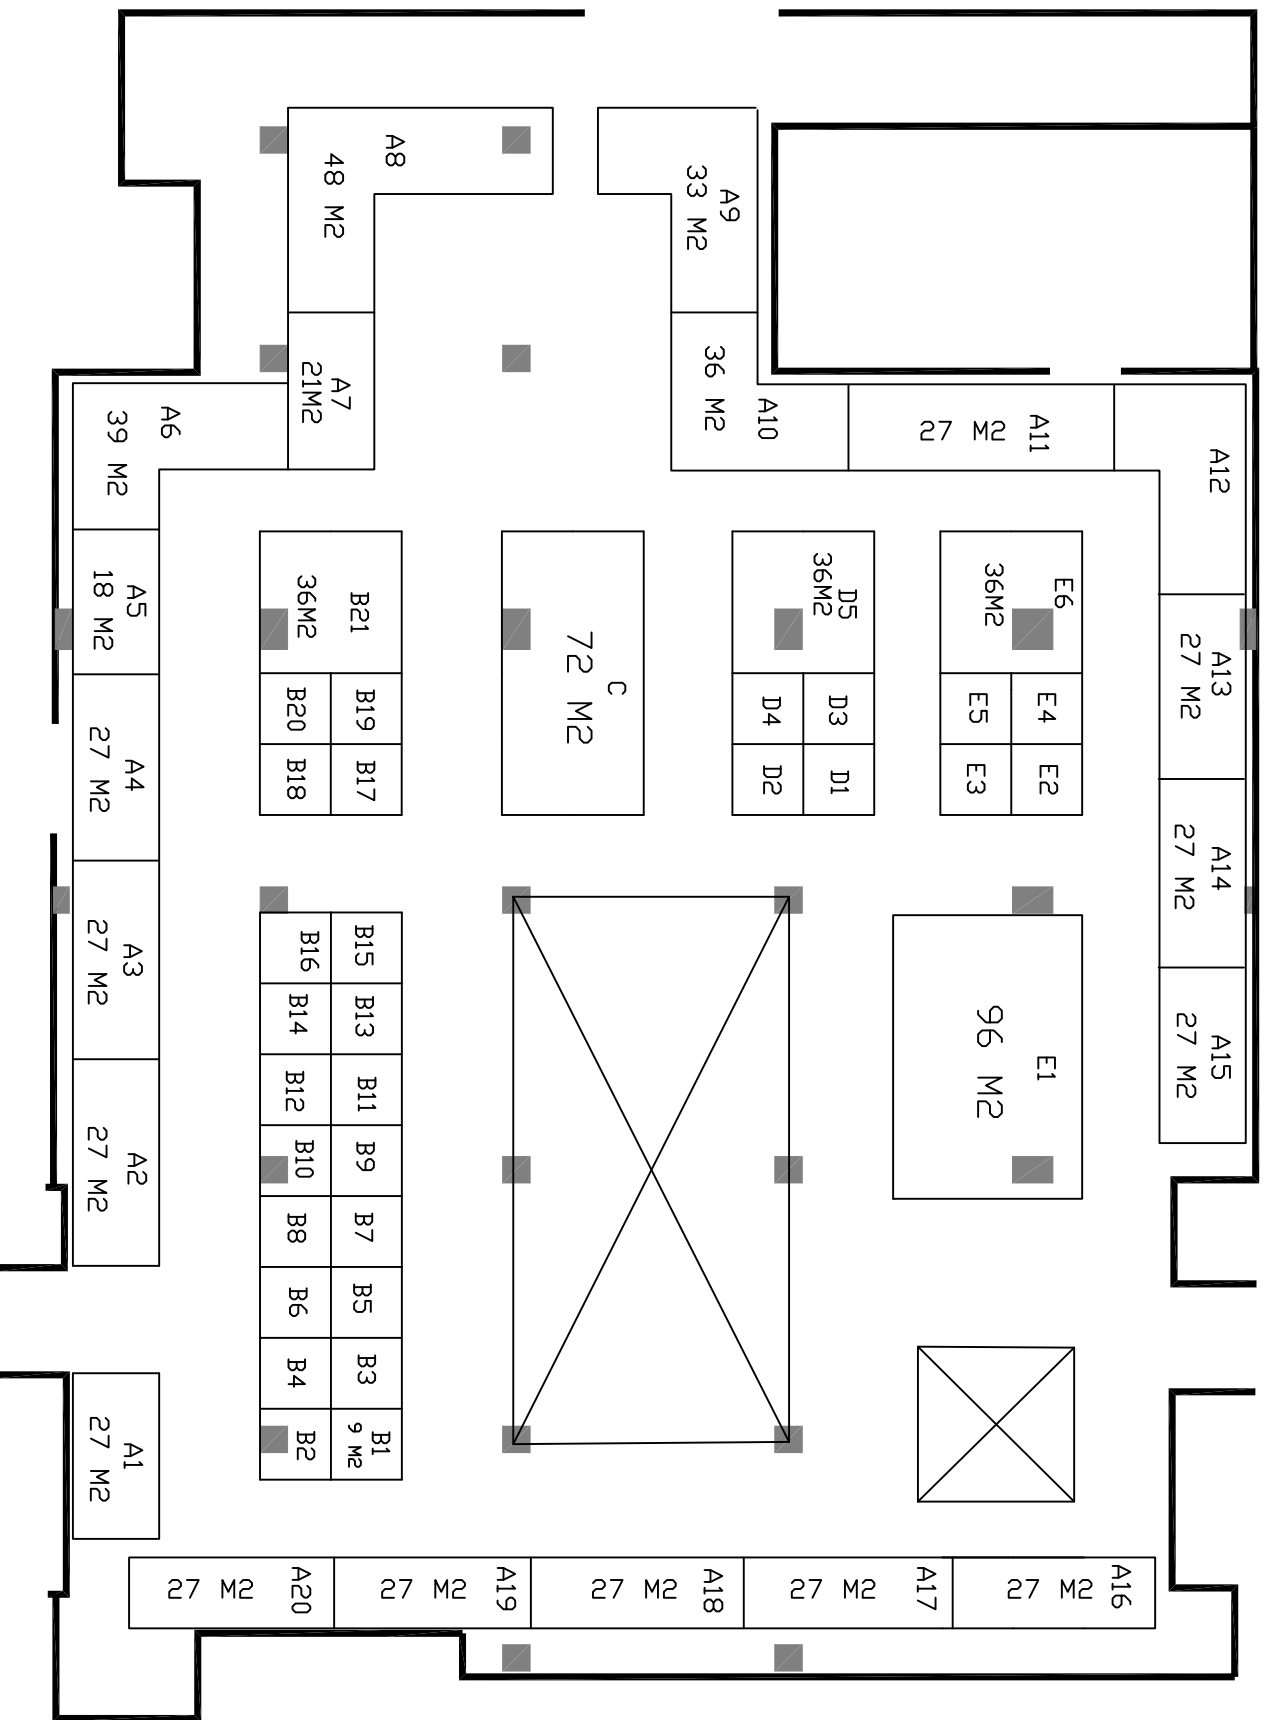 A8
48 M2
A9
33 M2
A7
21M2
A10
36 M2
A11
27 M2
A12
A6
39 M2
A5
18 M2
A4
27 M2
A3
27 M2
A2
27 M2
A1
27 M2
B21
36M2
B19
B20
B17
B18
C
72 M2
D5
36M2
D3
D4
D1
D2
E6
36M2
E4
E5
E2
E3
A13
27 M2
A14
27 M2
A15
27 M2
E1
96 M2
B15
B16
B13
B14
B11
B12
B9
B10
B7
B8
B5
B6
B3
B4
B1
9 M2
B2
A20
27 M2
A19
27 M2
A18
27 M2
A17
27 M2
A16
27 M2